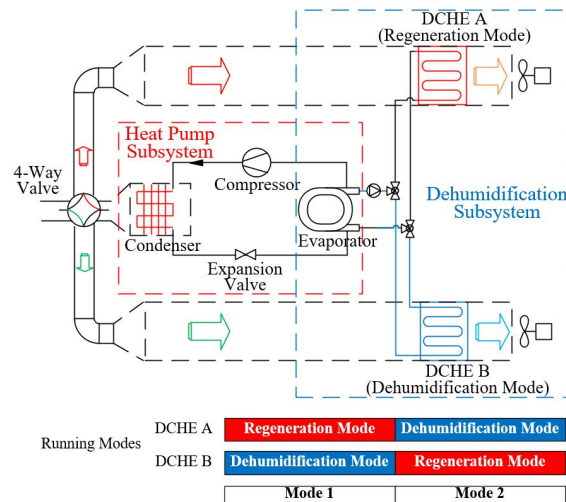 DCHE A
(Regeneration Mode)
Heat Pump
Subsystem
4-Way
Valve
Compressor
Dehumidification
Subsystem
Condenser
Evaporator
Expansion
Valve
DCHE B
(Dehumidification Mode)
Running Modes
DCHE A
Regeneration Mode
Dehumidification Mode
DCHE B
Dehumidification Mode
Regeneration Mode
Mode 1
Mode 2